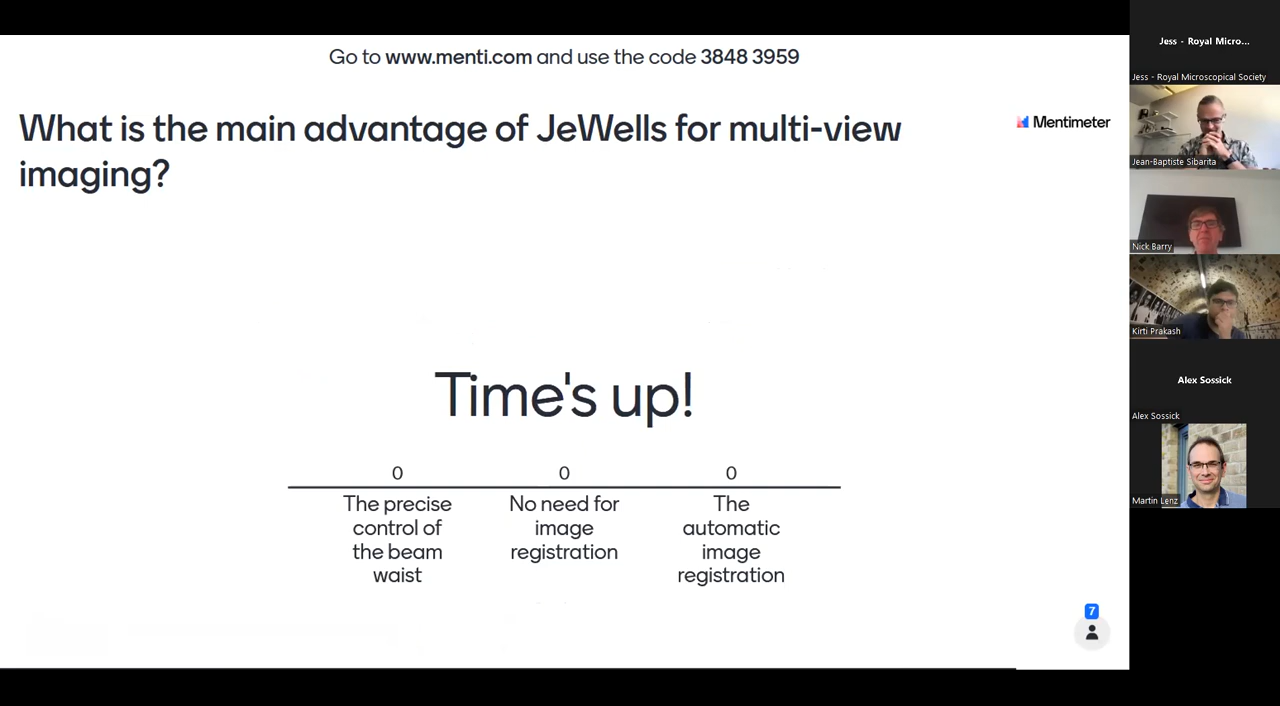 Go to www.menti.com and use the code 3848 3959
What is the main advantage of JeWells for multi-view
imaging?
Mentimeter
Time's up!
0
0
0
The precise
control of
the beam
waist
No need for
image
registration
The
automatic
image
registration
7
Jess - Royal Micro...
Jess - Royal Microscopical Society
Jean-Baptiste Sibarita
Nick Barry
Kirti Prakash
Alex Sossick
Alex Sossick
Martin Lenz